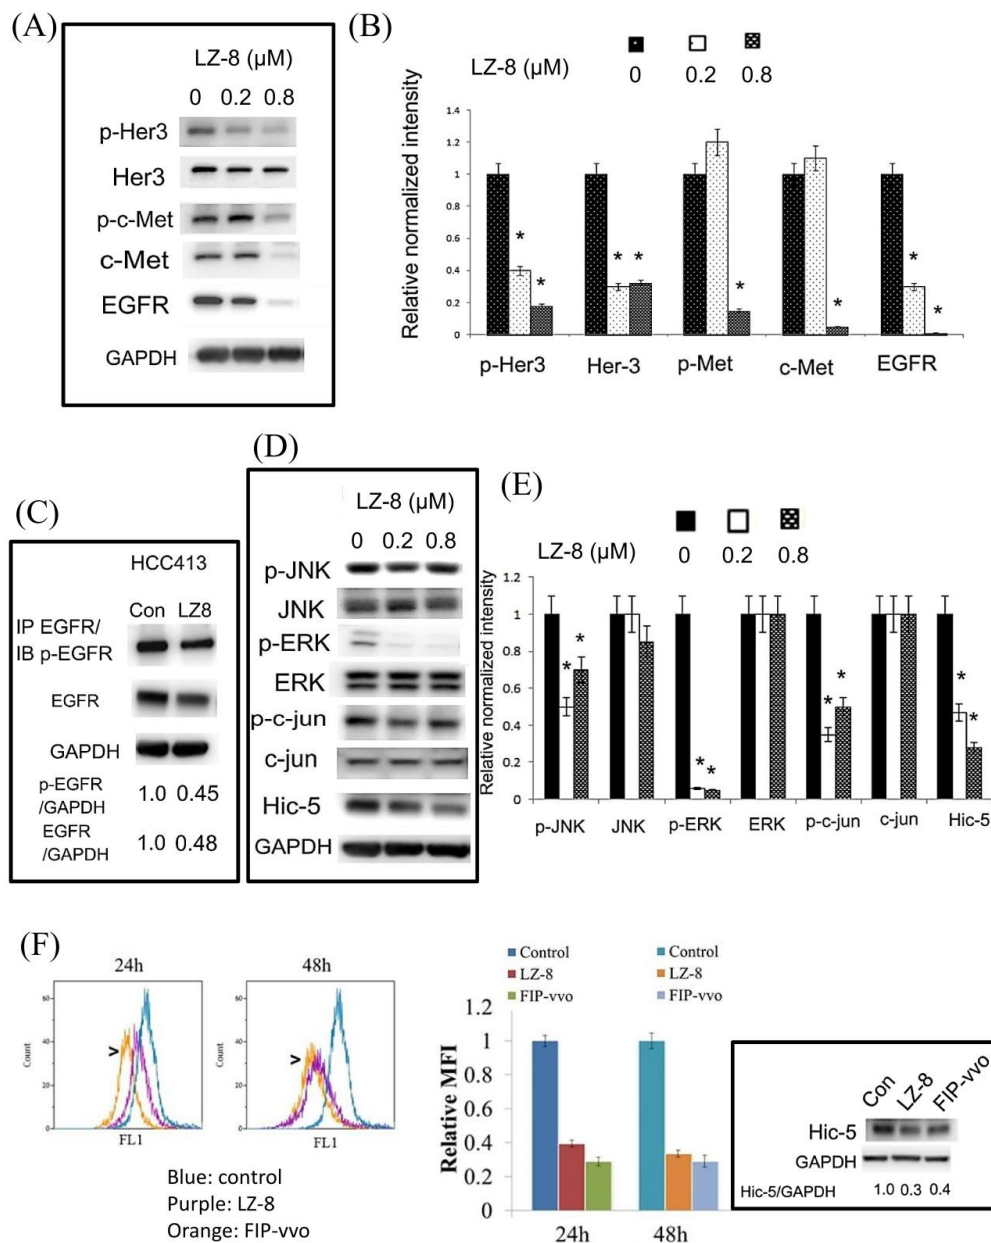 (A)
LZ-8 (μM)
0 0.2 0.8
p-Her3
Her3
p-c-Met
c-Met
EGFR
GAPDH
(B)
LZ-8 (μM) 0 0.2 0.8
Relative normalized intensity
1.4
1.2
1
0.8
0.6
0.4
0.2
0
* * * * * * * *
p-Her3 Her-3 p-Met c-Met EGFR
(C)
HCC413
Con LZ8
IP EGFR/
IB p-EGFR
EGFR
GAPDH
p-EGFR
/GAPDH 1.0 0.45
EGFR
/GAPDH 1.0 0.48
(D)
LZ-8 (μM)
0 0.2 0.8
p-JNK
JNK
p-ERK
ERK
p-c-jun
c-jun
Hic-5
GAPDH
(E)
LZ-8 (μM) 0 0.2 0.8
Relative normalized intensity
1.2
1
0.8
0.6
0.4
0.2
0
* * * * * * * *
p-JNK JNK p-ERK ERK p-c-jun c-jun Hic-5
(F)
24h
60
40
20
0
Count
>
FL1
48h
60
40
20
0
Count
>
FL1
Blue: control
Purple: LZ-8
Orange: FIP-vvo
Control
LZ-8
FIP-vvo
Control
LZ-8
FIP-vvo
Relative MFI
1.2
1
0.8
0.6
0.4
0.2
0
24h 48h
Con LZ-8 FIP-vvo
Hic-5
GAPDH
Hic-5/GAPDH 1.0 0.3 0.4